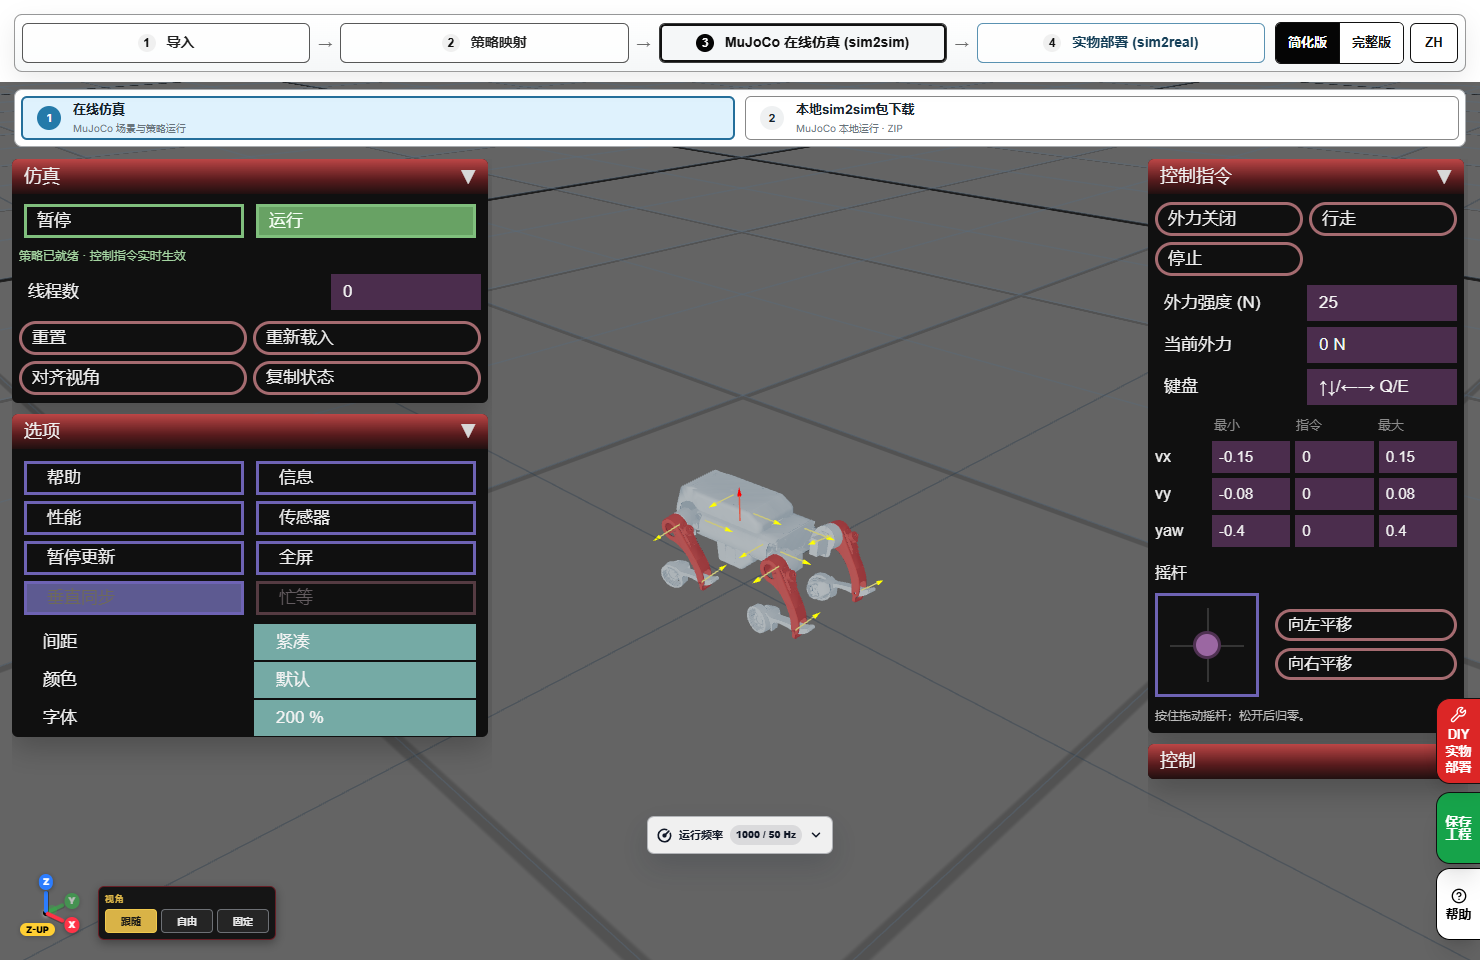 1 导入 → 2 策略映射 → 3 MuJoCo 在线仿真 (sim2sim) → 4 实物部署 (sim2real) 简化版 完整版 ZH
1 在线仿真
MuJoCo 场景与策略运行
2 本地sim2sim包下载
MuJoCo 本地运行 · ZIP
仿真 ▼
暂停 运行
策略已就绪 · 控制指令实时生效
线程数 0
重置 重新载入
对齐视角 复制状态
选项 ▼
帮助 信息
性能 传感器
暂停更新 全屏
垂直同步 忙等
间距 紧凑
颜色 默认
字体 200 %
控制指令 ▼
外力关闭 行走
停止
外力强度 (N) 25
当前外力 0 N
键盘 ↑↓/←→ Q/E
最小 指令 最大
vx -0.15 0 0.15
vy -0.08 0 0.08
yaw -0.4 0 0.4
摇杆
向左平移
向右平移
按住拖动摇杆；松开后归零。
控制
DIY
实物
部署
保存
工程
帮助
运行频率 1000 / 50 Hz
Z
Y
X
Z-UP
视角
跟随 自由 固定